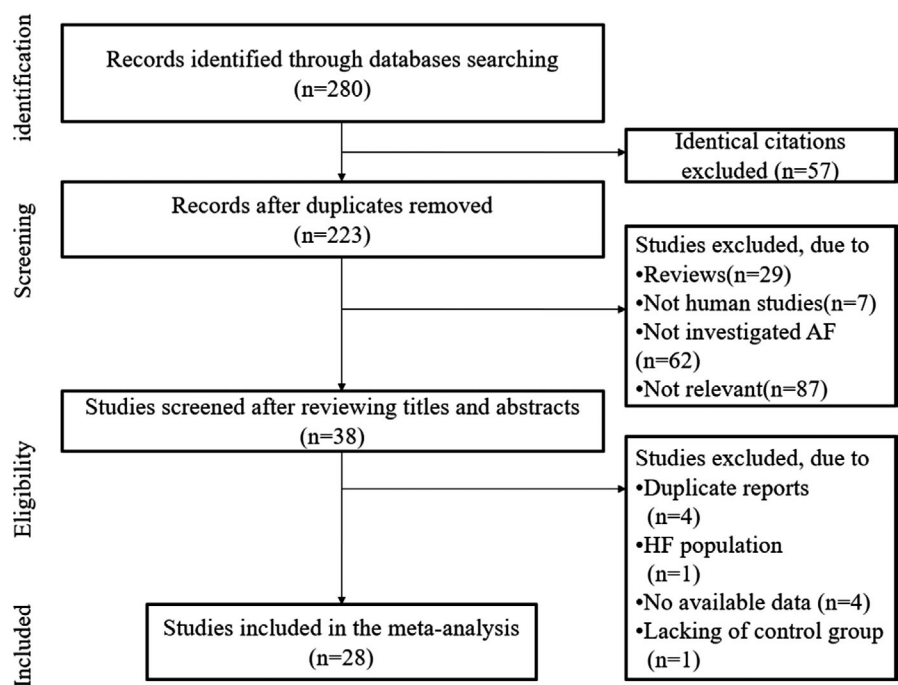 identification
Records identified through databases searching
(n=280)
Identical citations
excluded (n=57)
Screening
Records after duplicates removed
(n=223)
Studies excluded, due to
•Reviews(n=29)
•Not human studies(n=7)
•Not investigated AF
(n=62)
•Not relevant(n=87)
Eligibility
Studies screened after reviewing titles and abstracts
(n=38)
Studies excluded, due to
•Duplicate reports
(n=4)
•HF population
(n=1)
•No available data (n=4)
•Lacking of control group
(n=1)
Included
Studies included in the meta-analysis
(n=28)